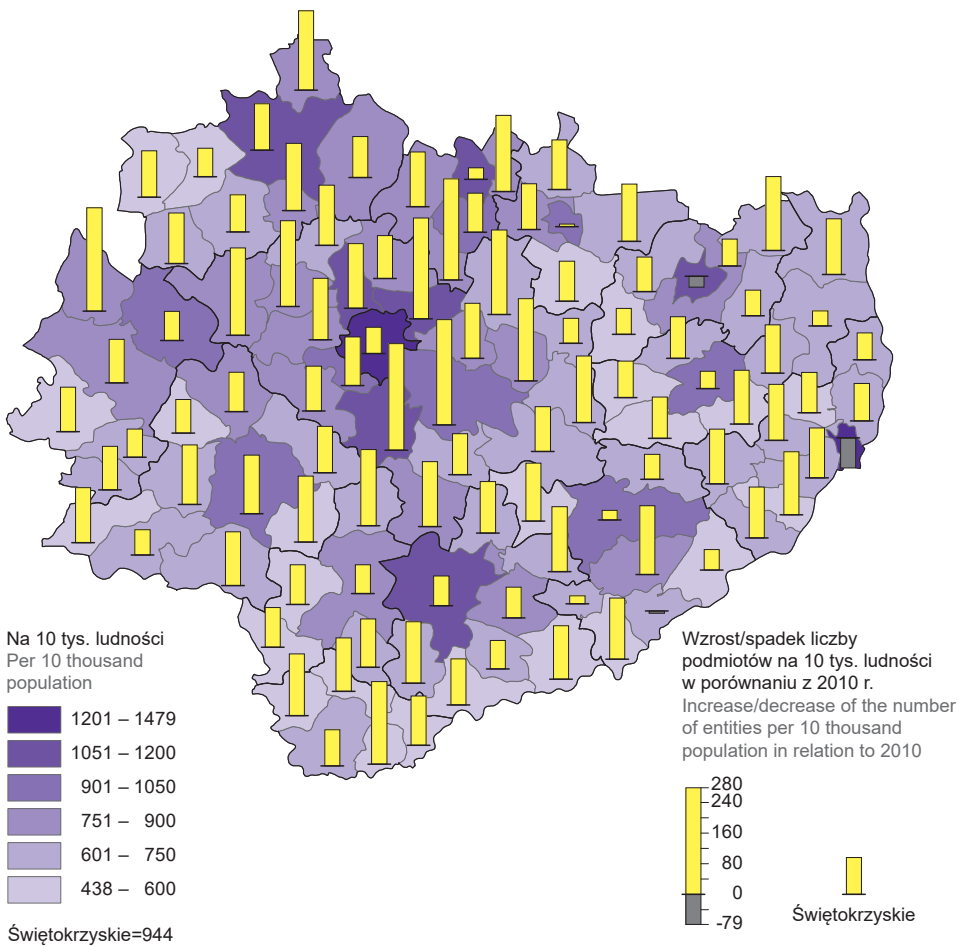 Na 10 tys. ludności
Per 10 thousand
population
1201 – 1479
1051 – 1200
901 – 1050
751 – 900
601 – 750
438 – 600
Świętokrzyskie=944
Wzrost/spadek liczby
podmiotów na 10 tys. ludności
w porównaniu z 2010 r.
Increase/decrease of the number
of entities per 10 thousand
population in relation to 2010
280
240
160
80
0
-79
Świętokrzyskie